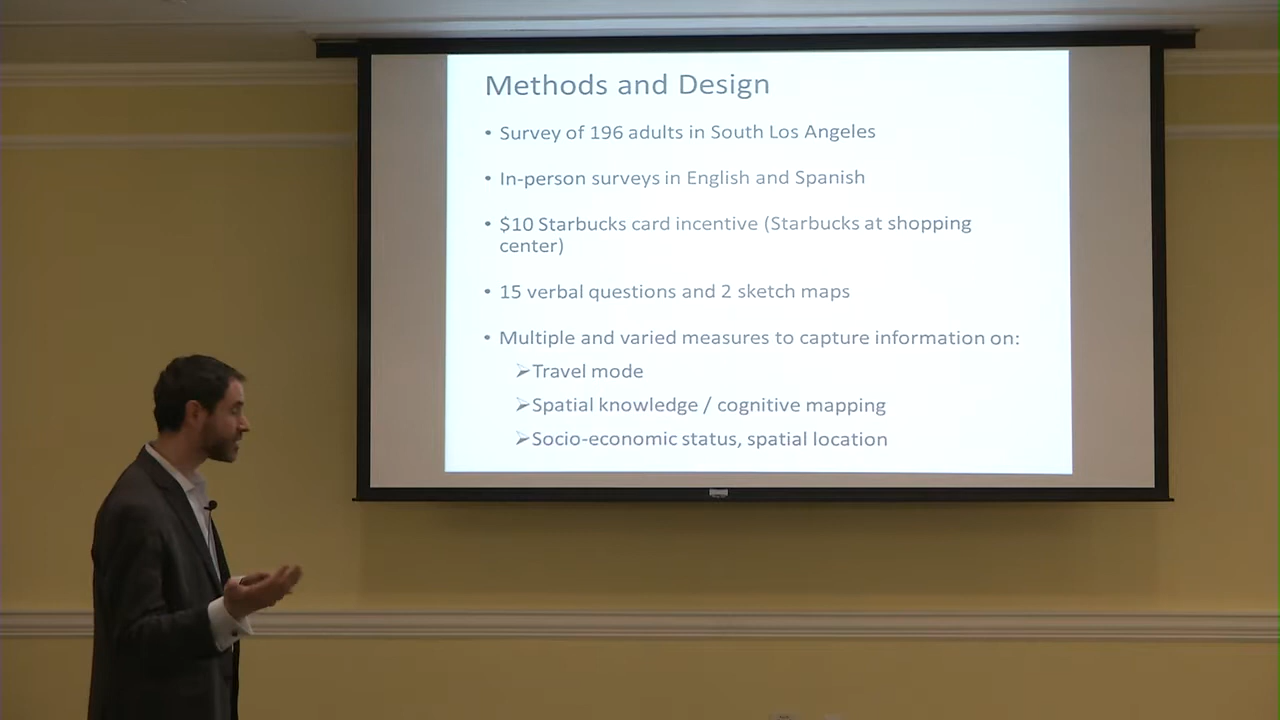 Methods and Design
• Survey of 196 adults in South Los Angeles
• In-person surveys in English and Spanish
• $10 Starbucks card incentive (Starbucks at shopping
center)
• 15 verbal questions and 2 sketch maps
• Multiple and varied measures to capture information on:
➢Travel mode
➢Spatial knowledge / cognitive mapping
➢Socio-economic status, spatial location